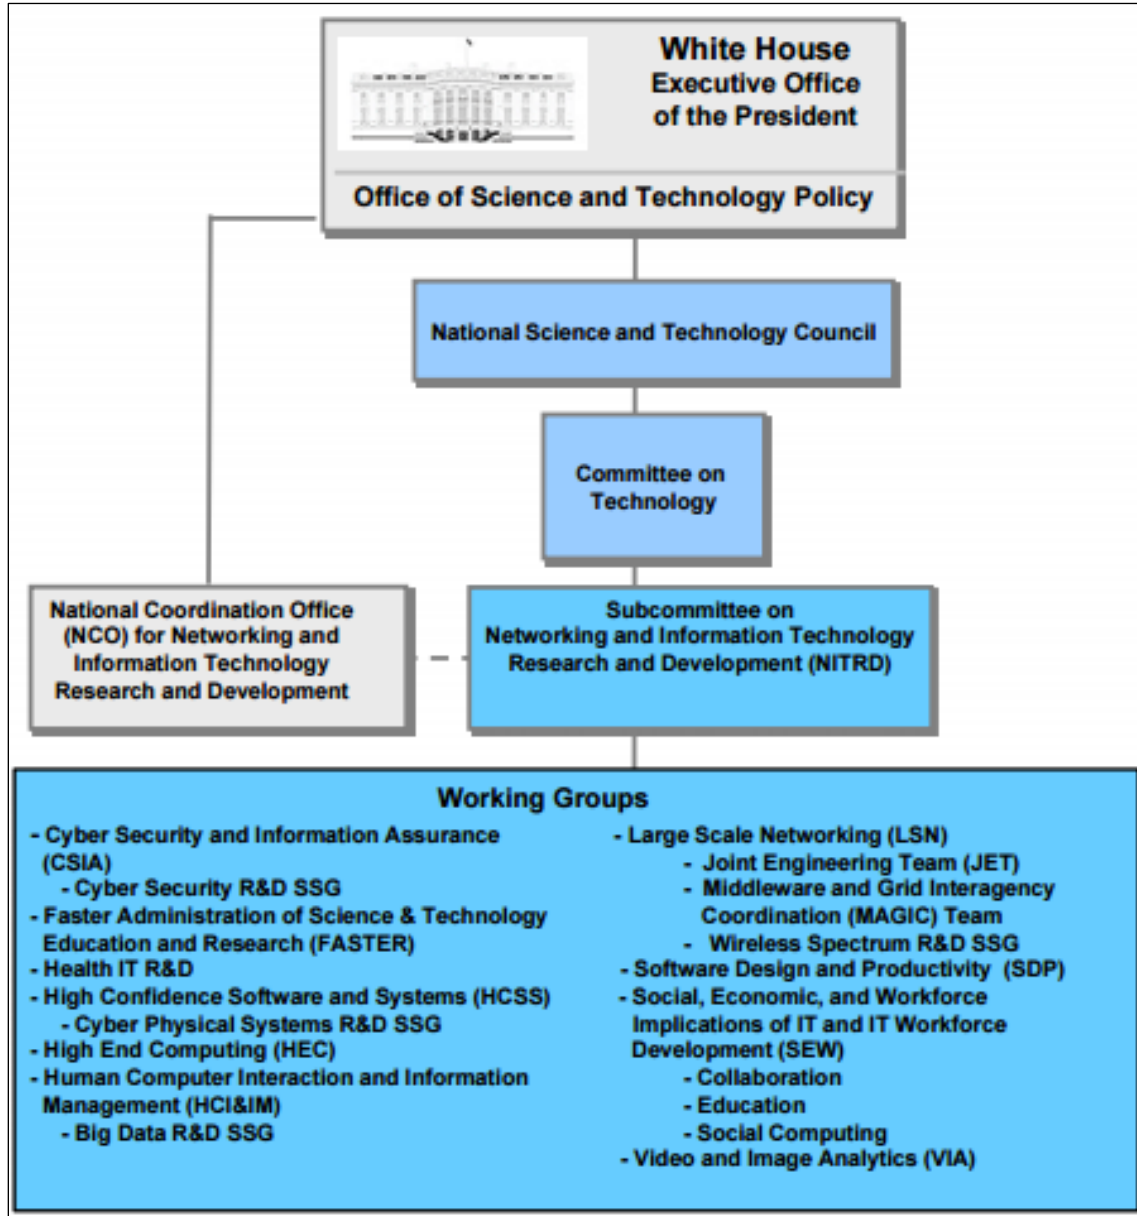 White House
Executive Office
of the President
Office of Science and Technology Policy
National Science and Technology Council
Committee on
Technology
National Coordination Office
(NCO) for Networking and
Information Technology
Research and Development
Subcommittee on
Networking and Information Technology
Research and Development (NITRD)
Working Groups
- Cyber Security and Information Assurance
(CSIA)
- Cyber Security R&D SSG
- Faster Administration of Science & Technology
Education and Research (FASTER)
- Health IT R&D
- High Confidence Software and Systems (HCSS)
- Cyber Physical Systems R&D SSG
- High End Computing (HEC)
- Human Computer Interaction and Information
Management (HCI&IM)
- Big Data R&D SSG
- Large Scale Networking (LSN)
- Joint Engineering Team (JET)
- Middleware and Grid Interagency
Coordination (MAGIC) Team
- Wireless Spectrum R&D SSG
- Software Design and Productivity (SDP)
- Social, Economic, and Workforce
Implications of IT and IT Workforce
Development (SEW)
- Collaboration
- Education
- Social Computing
- Video and Image Analytics (VIA)